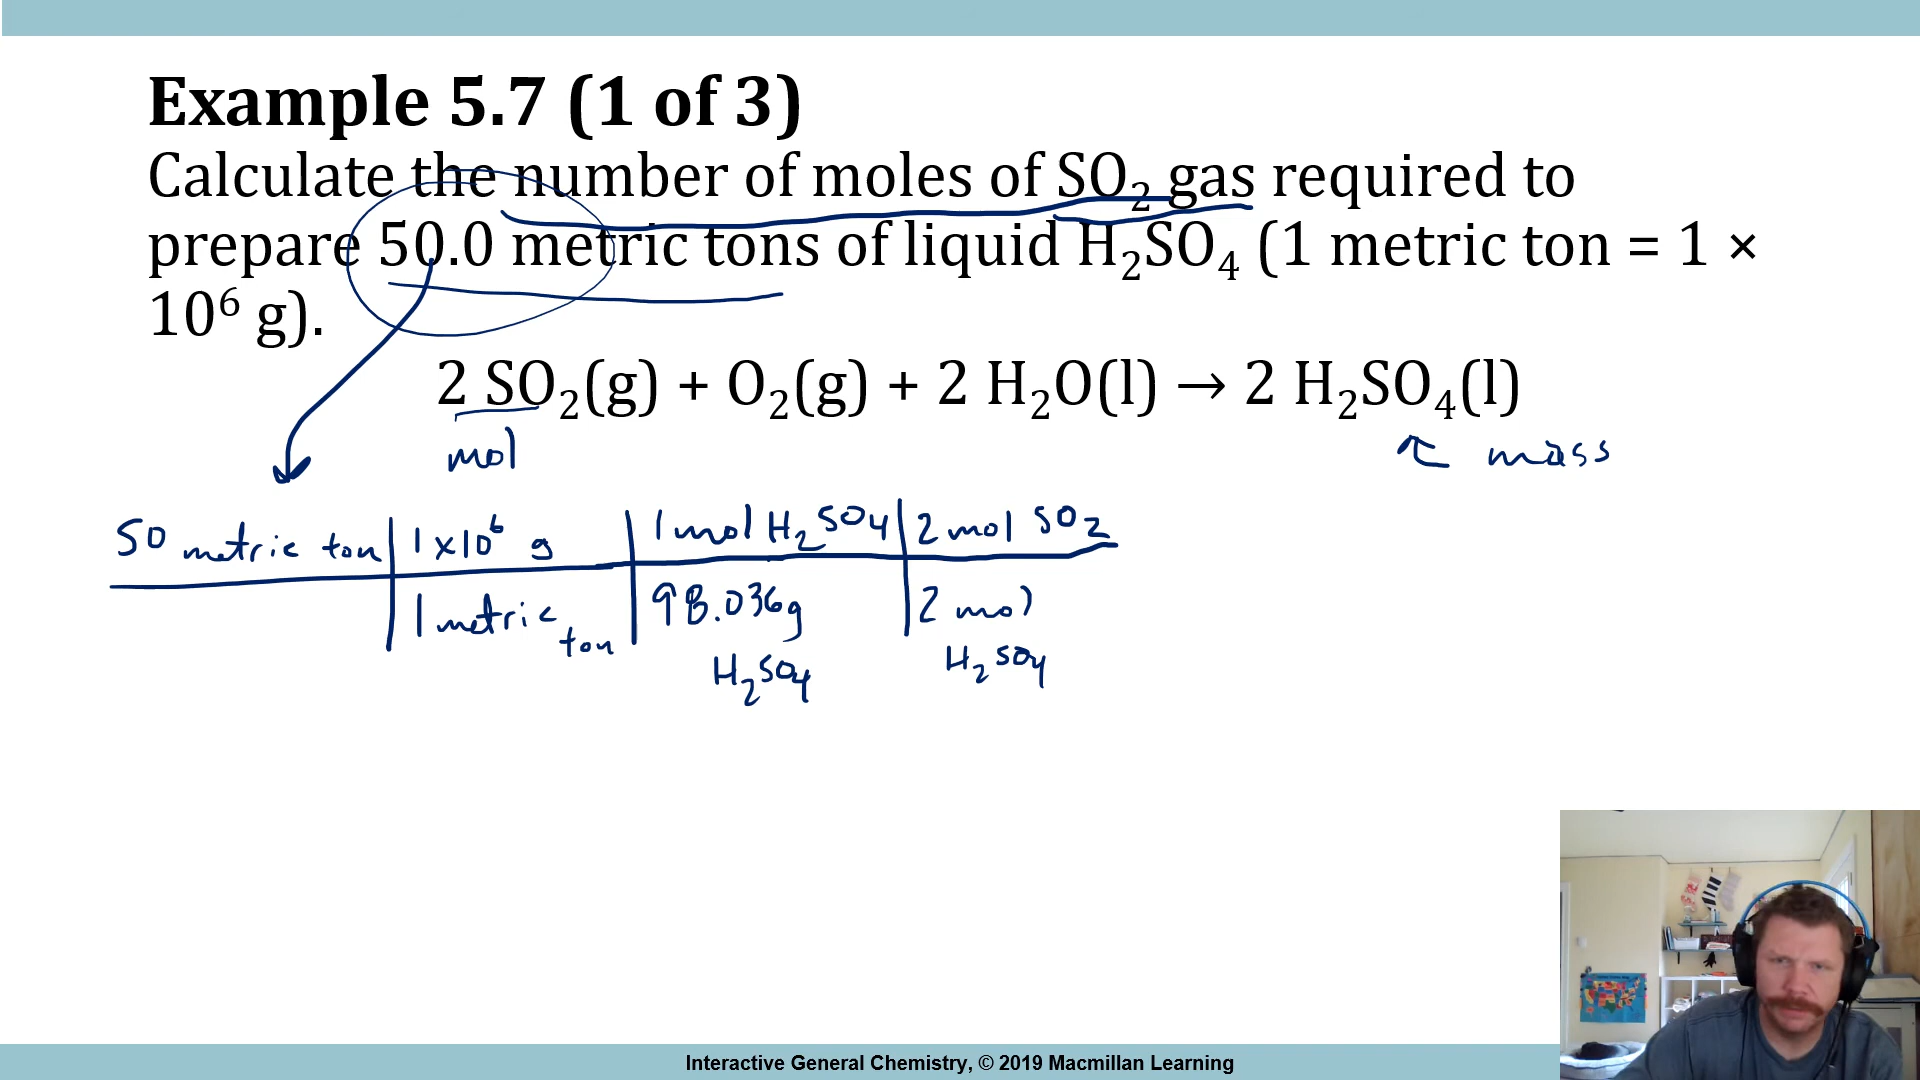 Example 5.7 (1 of 3)
Calculate the number of moles of SO₂ gas required to
prepare 50.0 metric tons of liquid H₂SO₄ (1 metric ton = 1 ×
10⁶ g).
2 SO₂(g) + O₂(g) + 2 H₂O(l) → 2 H₂SO₄(l)
mol
mass
50 metric ton | 1x10⁶ g | 1 mol H₂SO₄ | 2 mol SO₂
1 metric ton | 98.036g H₂SO₄ | 2 mol H₂SO₄
Interactive General Chemistry, © 2019 Macmillan Learning